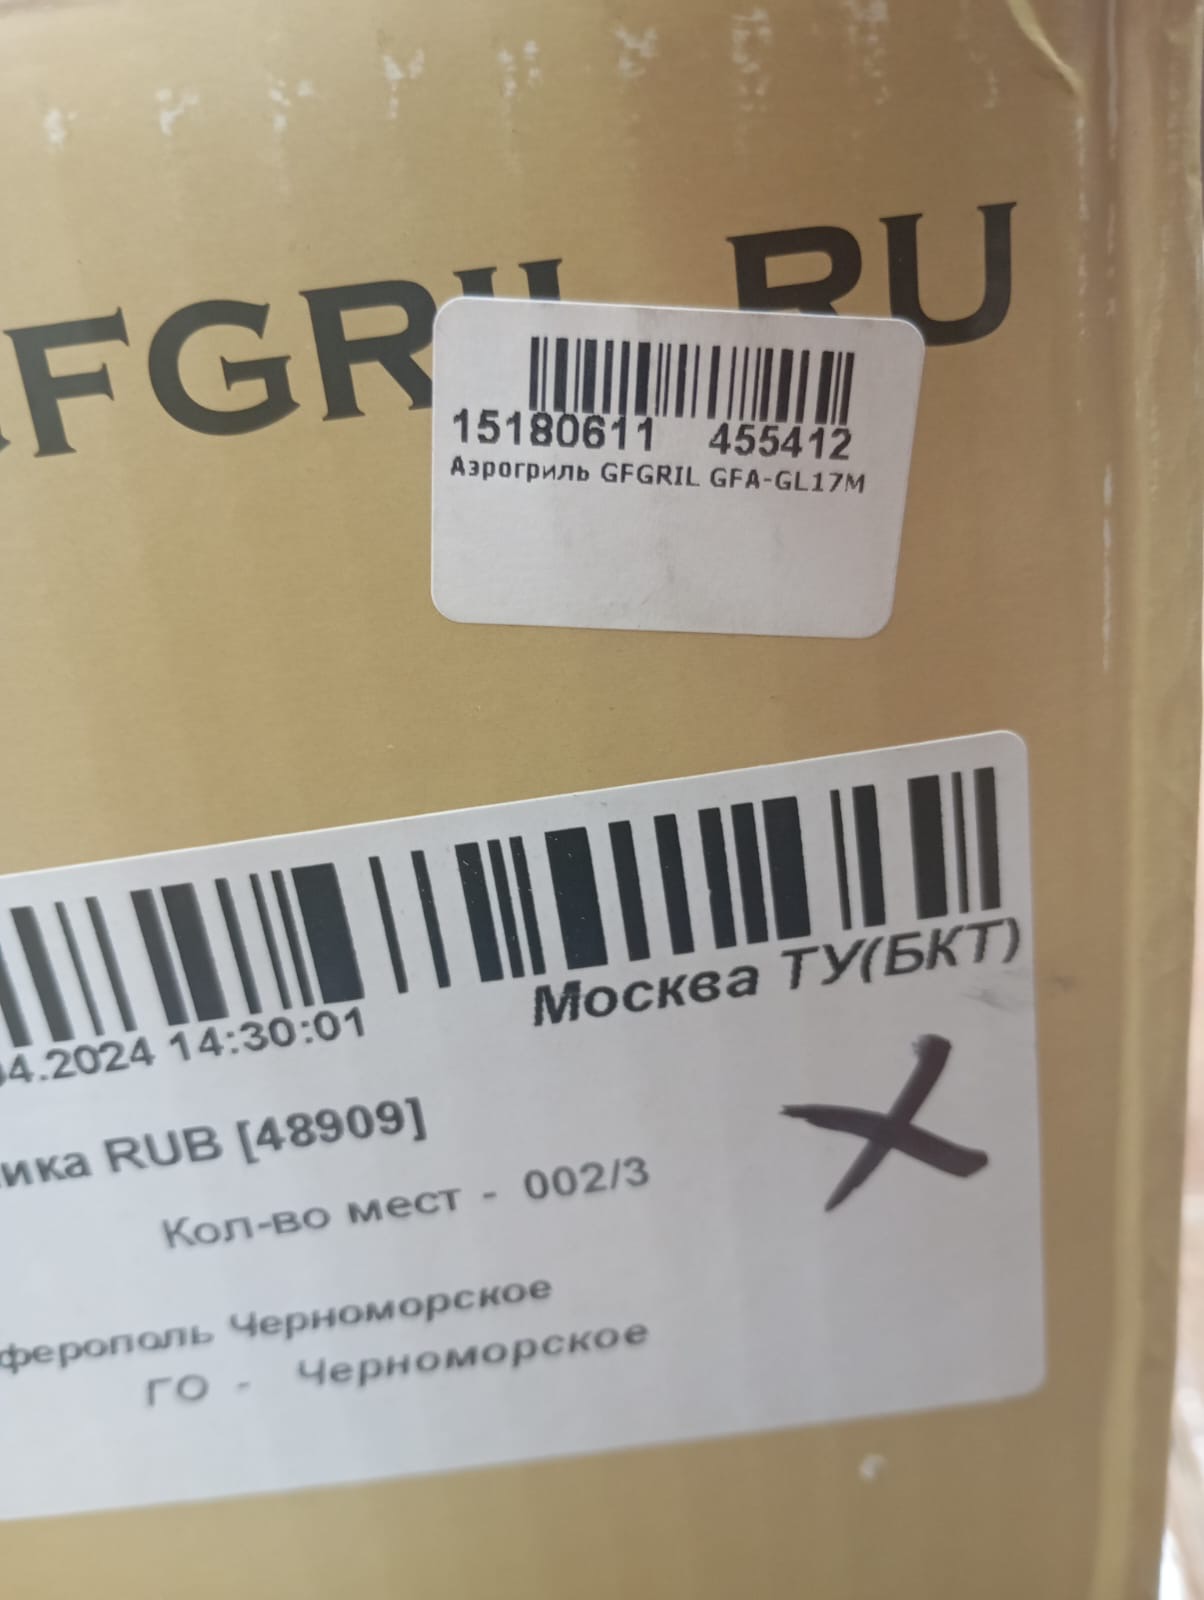 GFGRIL.RU
15180611 455412
Аэрогриль GFGRIL GFA-GL17M
04.2024 14:30:01
Москва ТУ(БКТ)
ика RUB [48909]
Кол-во мест - 002/3
ферополь Черноморское
ГО - Черноморское